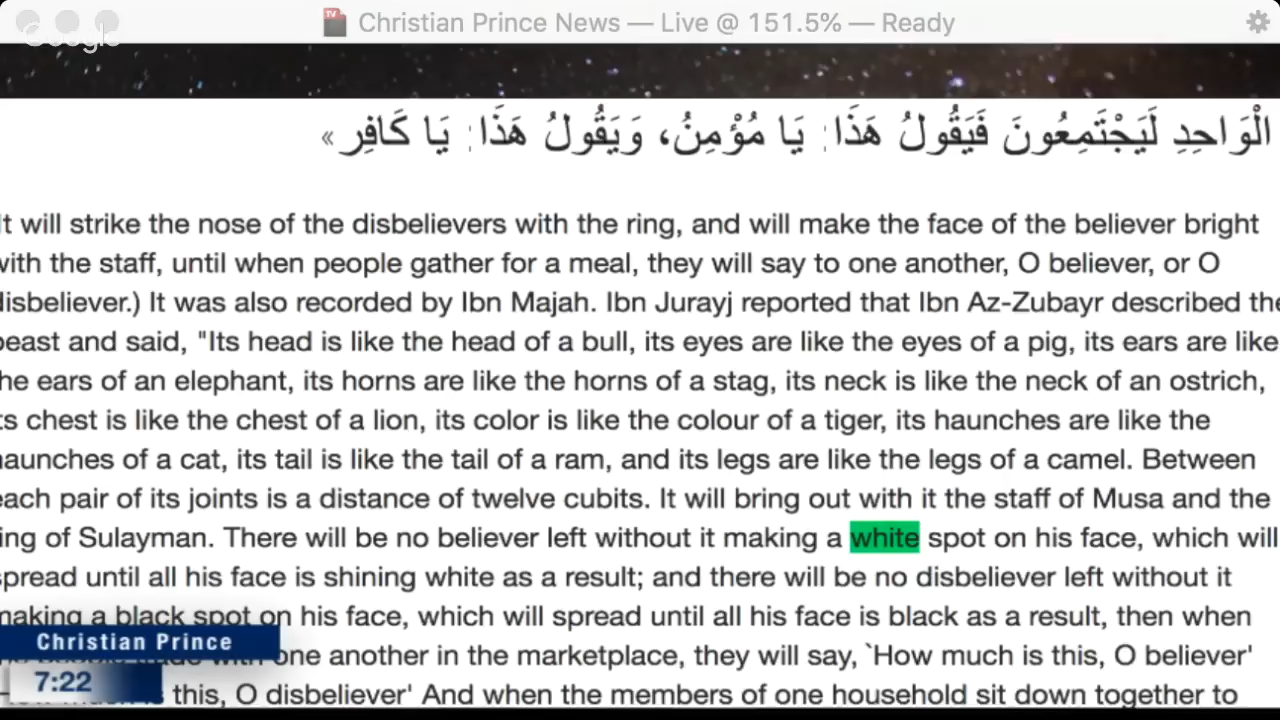 Christian Prince News — Live @ 151.5% — Ready
Google
الْوَاحِدِ لَيَجْتَمِعُونَ فَيَقُولُ هَذَا: يَا مُؤْمِنُ، وَيَقُولُ هَذَا: يَا كَافِر»
It will strike the nose of the disbelievers with the ring, and will make the face of the believer bright
with the staff, until when people gather for a meal, they will say to one another, O believer, or O
disbeliever.) It was also recorded by Ibn Majah. Ibn Jurayj reported that Ibn Az-Zubayr described the
beast and said, "Its head is like the head of a bull, its eyes are like the eyes of a pig, its ears are like
the ears of an elephant, its horns are like the horns of a stag, its neck is like the neck of an ostrich,
its chest is like the chest of a lion, its color is like the colour of a tiger, its haunches are like the
haunches of a cat, its tail is like the tail of a ram, and its legs are like the legs of a camel. Between
each pair of its joints is a distance of twelve cubits. It will bring out with it the staff of Musa and the
ring of Sulayman. There will be no believer left without it making a white spot on his face, which will
spread until all his face is shining white as a result; and there will be no disbeliever left without it
making a black spot on his face, which will spread until all his face is black as a result, then when
with one another in the marketplace, they will say, `How much is this, O believer'
this, O disbeliever' And when the members of one household sit down together to
Christian Prince
7:22